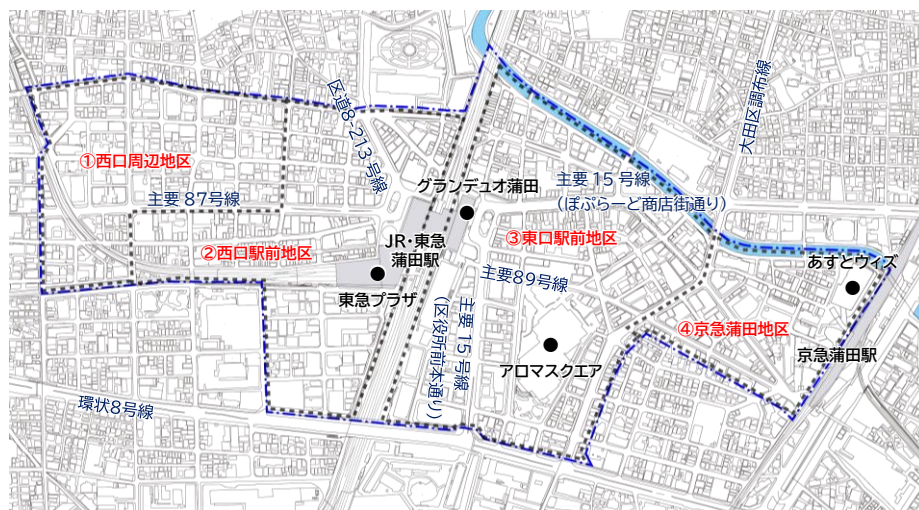 大田区調布線
区道8-213号線
①西口周辺地区
主要 15 号線
(ぽぷらーど商店街通り)
グランデュオ蒲田
主要 87号線
③東口駅前地区
JR・東急
蒲田駅
②西口駅前地区
あすとウィズ
主要89号線
東急プラザ
主要 15 号線
(区役所前本通り)
④京急蒲田地区
京急蒲田駅
アロマスクエア
環状8号線